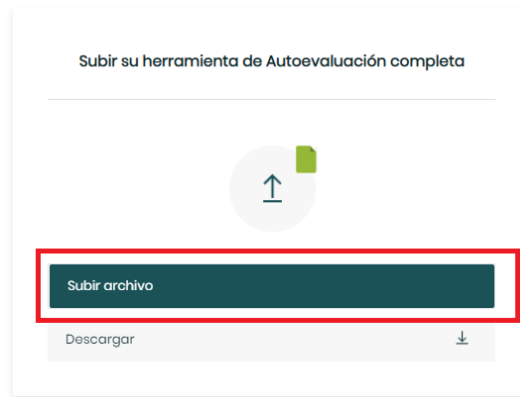 Subir su herramienta de Autoevaluación completa
Subir archivo
Descargar